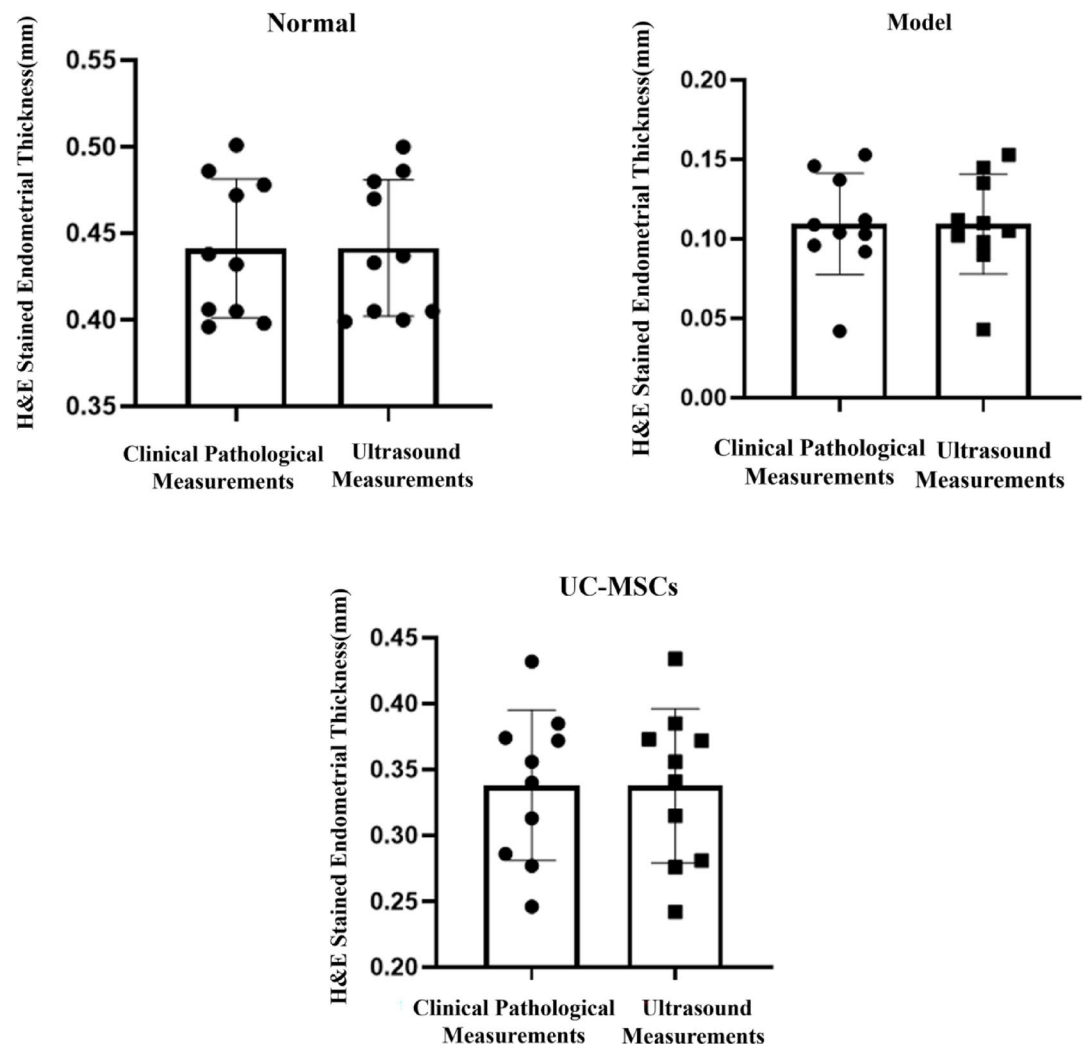 Normal
H&E Stained Endometrial Thickness(mm)
0.55
0.50
0.45
0.40
0.35
Clinical Pathological
Measurements
Ultrasound
Measurements
Model
H&E Stained Endometrial Thickness(mm)
0.20
0.15
0.10
0.05
0.00
Clinical Pathological
Measurements
Ultrasound
Measurements
UC-MSCs
H&E Stained Endometrial Thickness(mm)
0.45
0.40
0.35
0.30
0.25
0.20
Clinical Pathological
Measurements
Ultrasound
Measurements